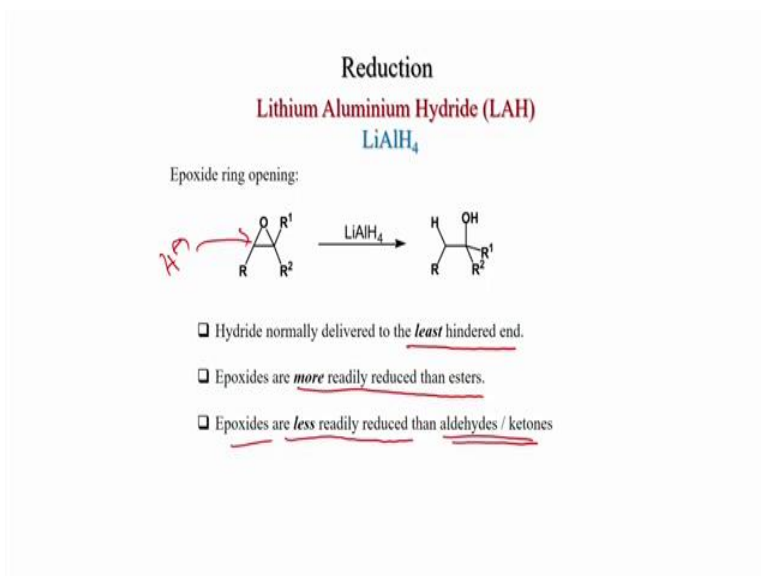 Reduction
Lithium Aluminium Hydride (LAH)
LiAlH₄
Epoxide ring opening:
O R¹
R R²
LiAlH₄
H OH
R¹
R R²
❑ Hydride normally delivered to the least hindered end.
❑ Epoxides are more readily reduced than esters.
❑ Epoxides are less readily reduced than aldehydes / ketones